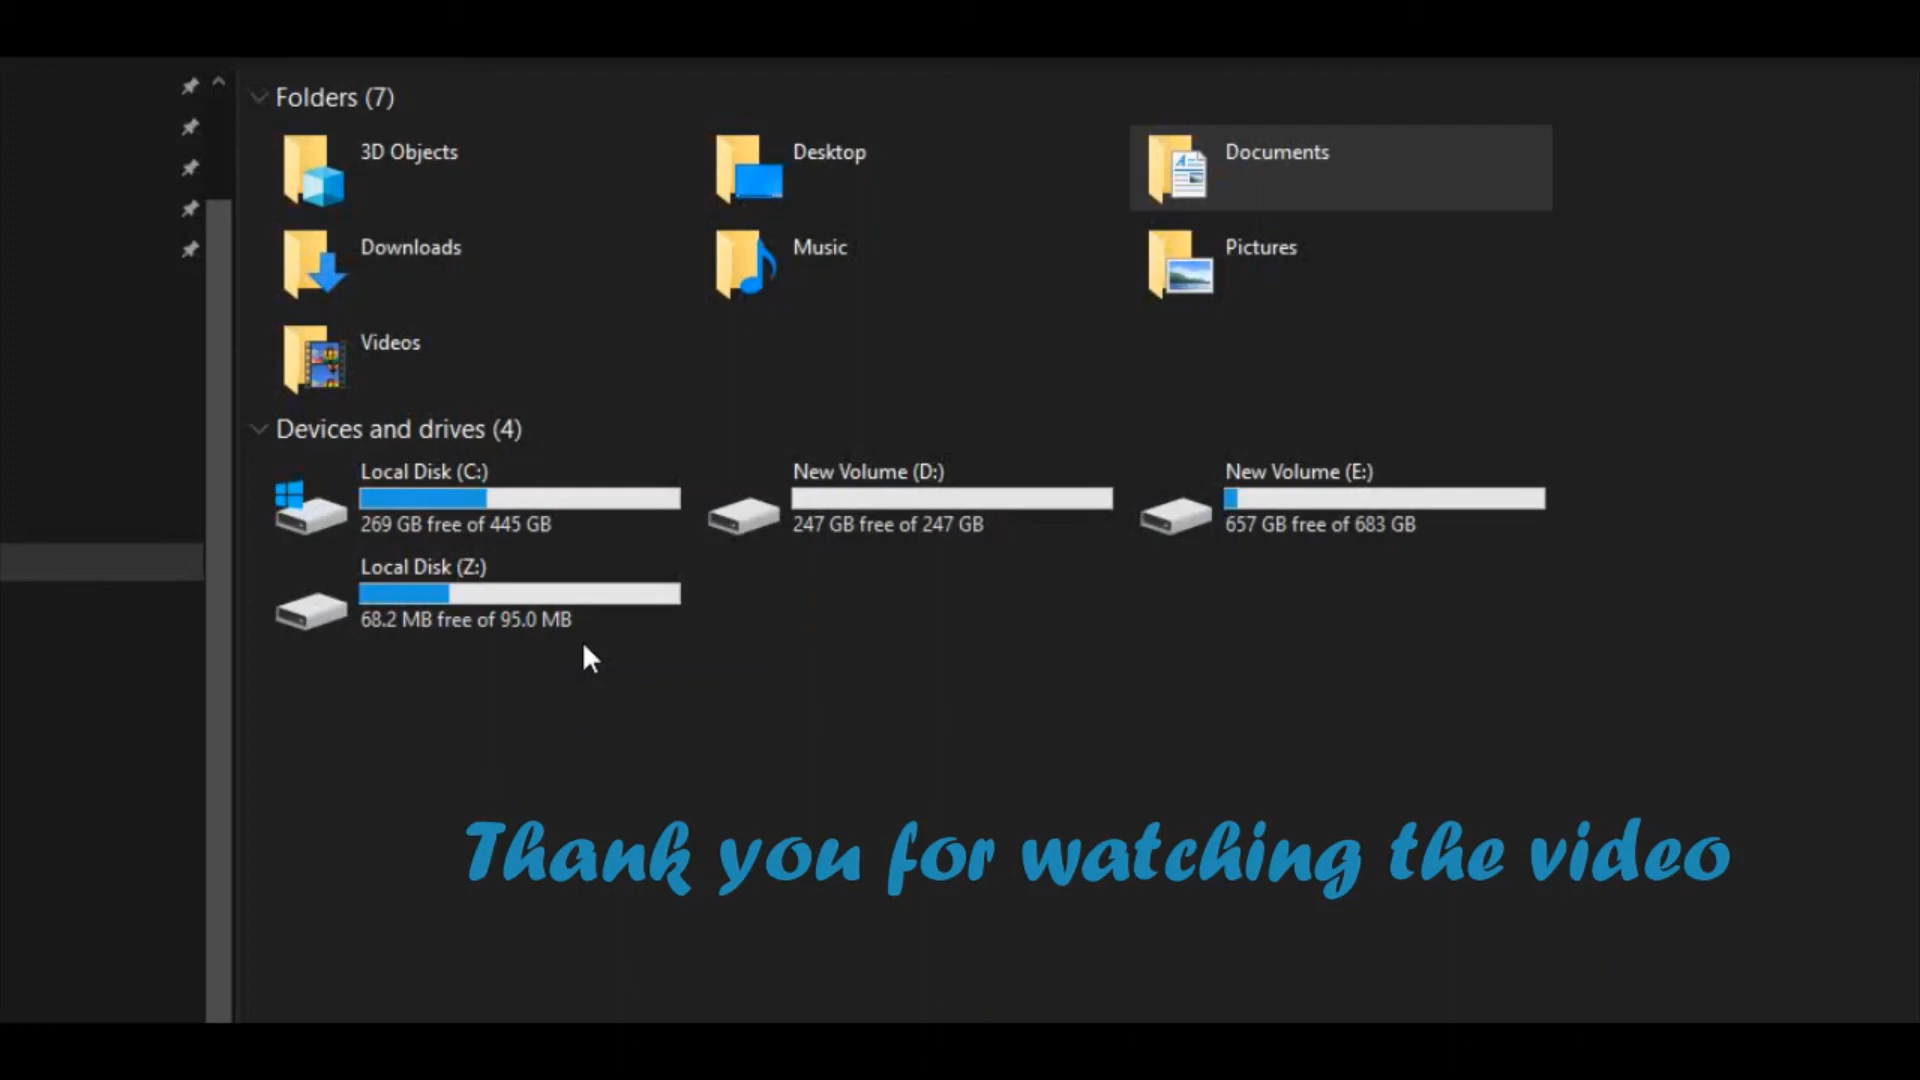 Folders (7)
3D Objects
Desktop
Documents
Downloads
Music
Pictures
Videos
Devices and drives (4)
Local Disk (C:)
269 GB free of 445 GB
New Volume (D:)
247 GB free of 247 GB
New Volume (E:)
657 GB free of 683 GB
Local Disk (Z:)
68.2 MB free of 95.0 MB
Thank you for watching the video